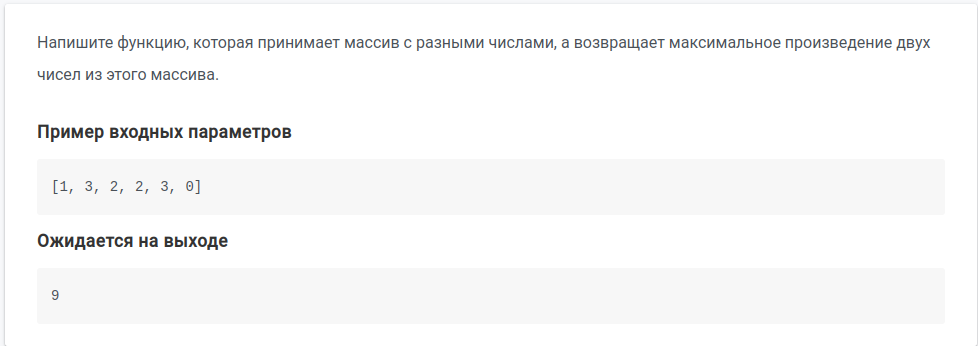 Напишите функцию, которая принимает массив с разными числами, а возвращает максимальное произведение двух
чисел из этого массива.
Пример входных параметров
[1, 3, 2, 2, 3, 0]
Ожидается на выходе
9